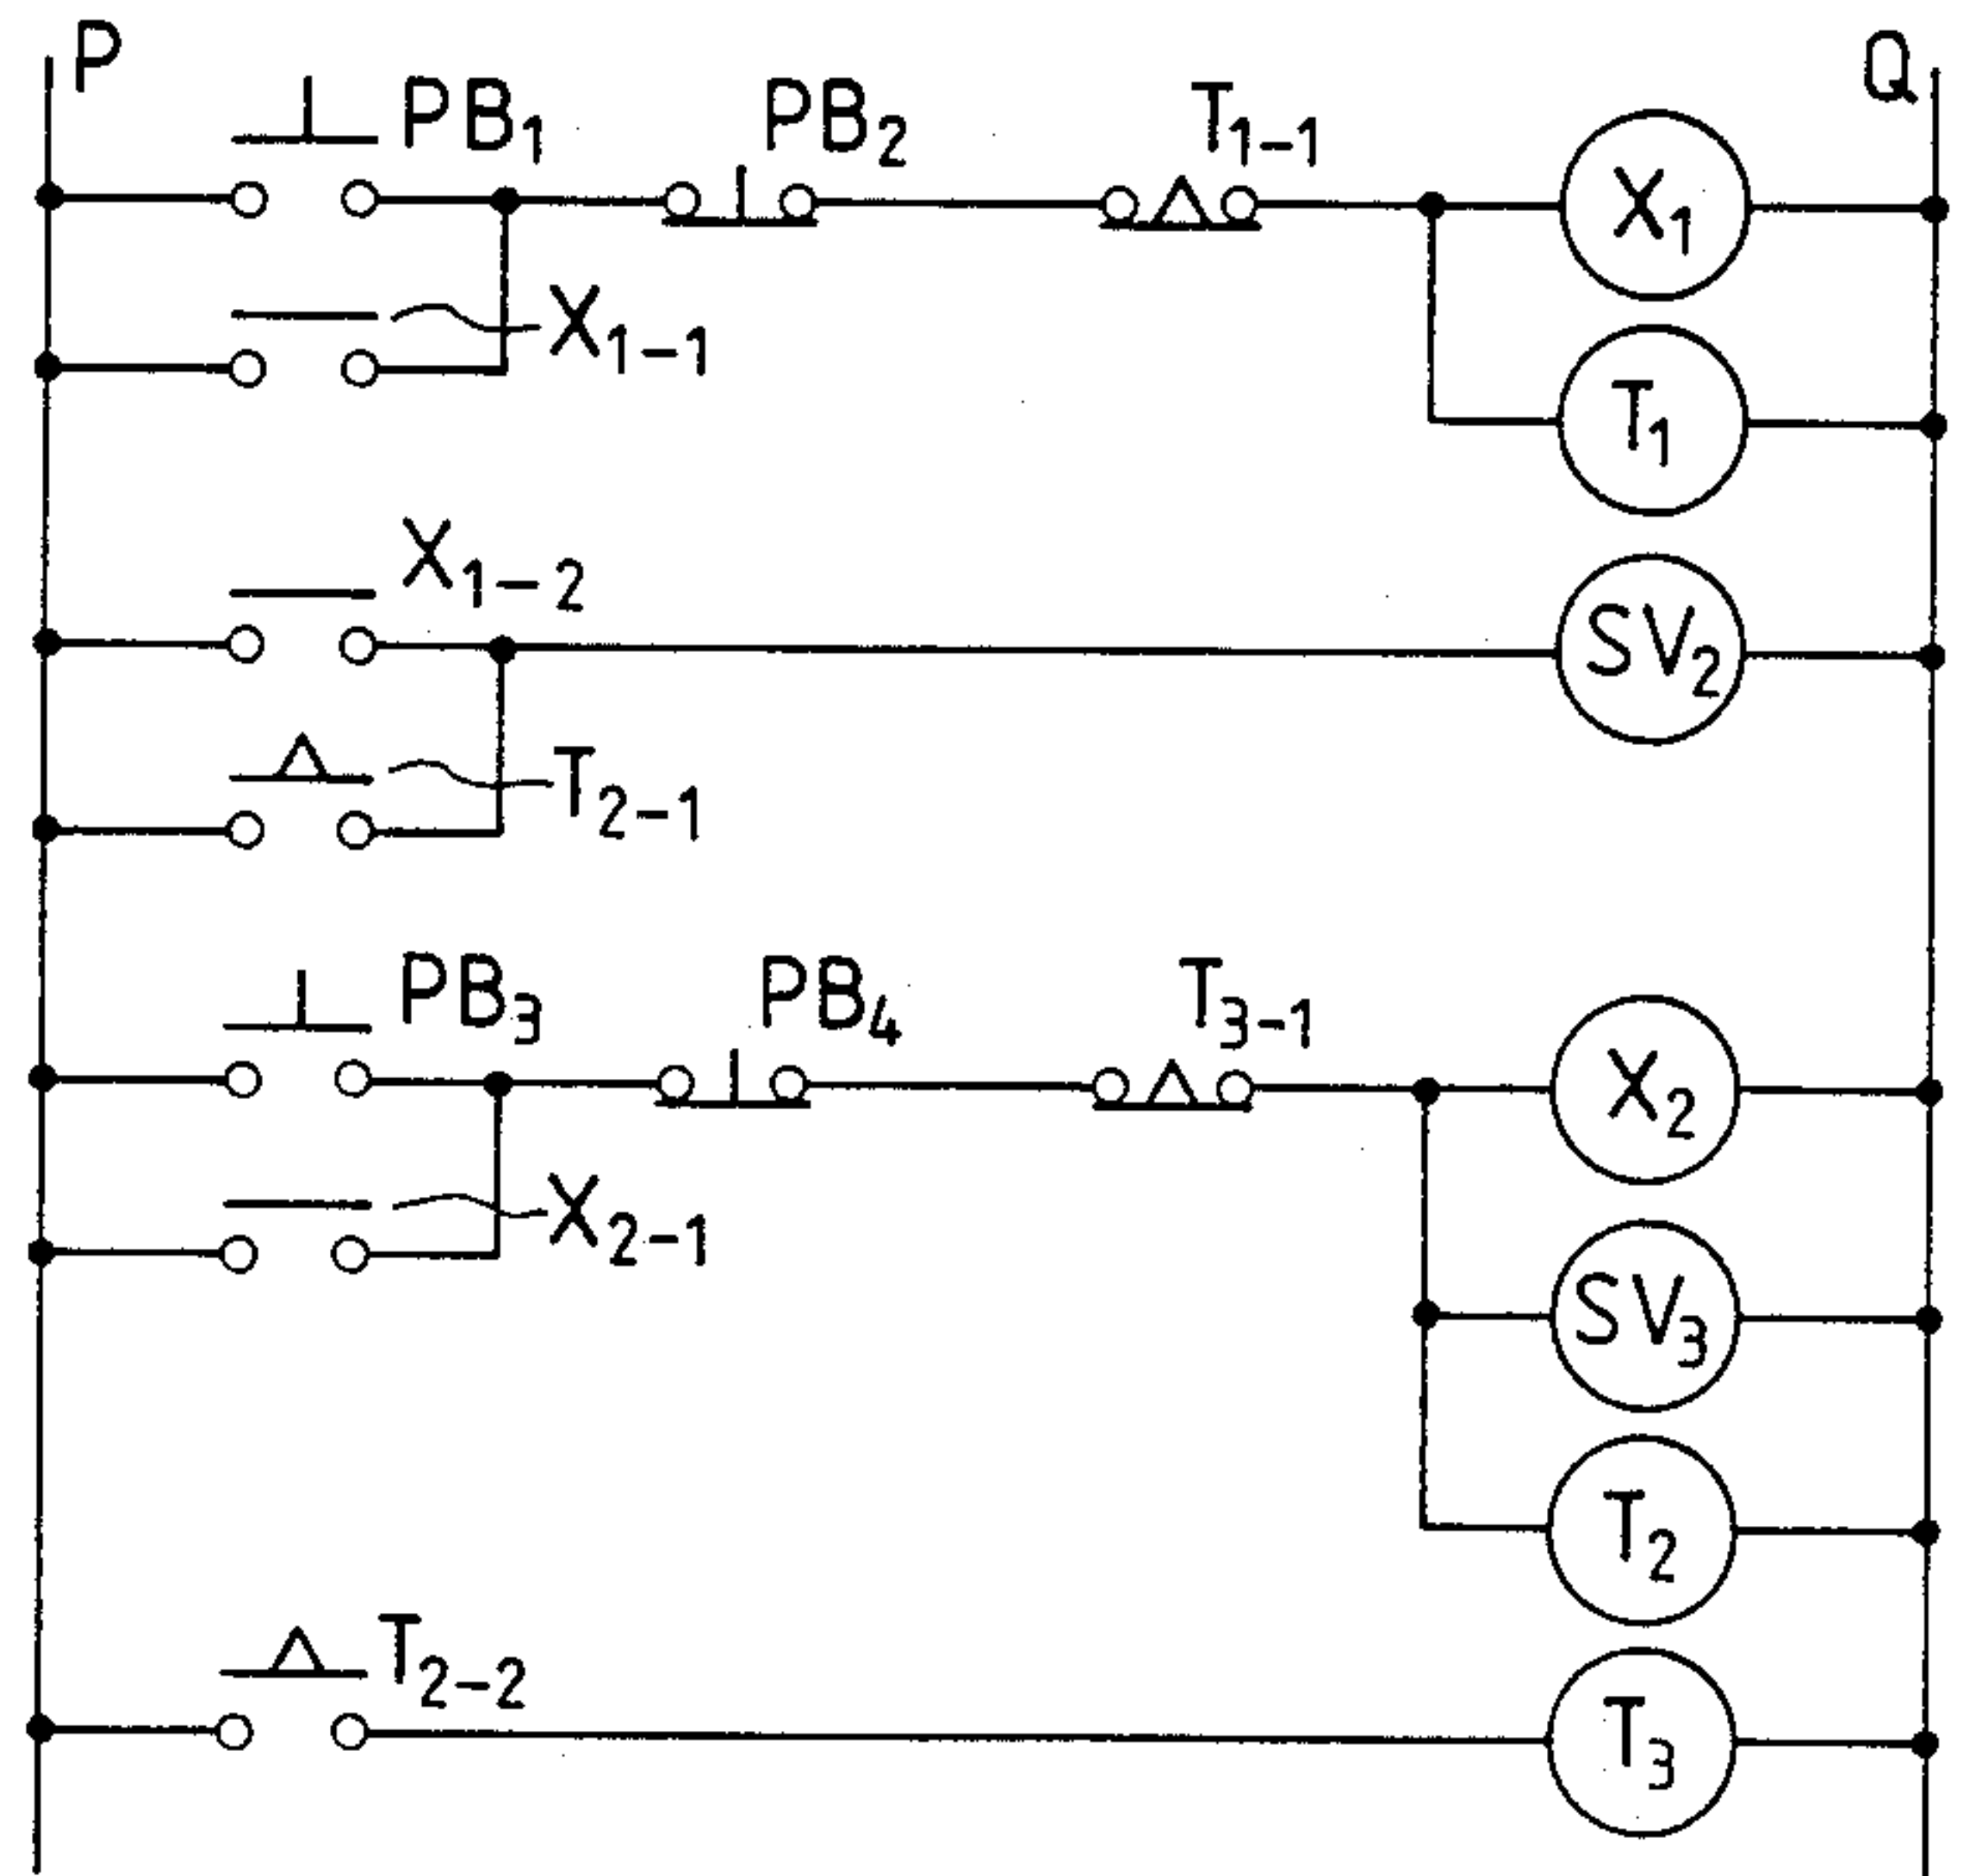 P Q
PB₁ PB₂ T₁₋₁ X₁
X₁₋₁
T₁
X₁₋₂ SV₂
T₂₋₁
PB₃ PB₄ T₃₋₁ X₂
X₂₋₁
SV₃
T₂
T₂₋₂ T₃